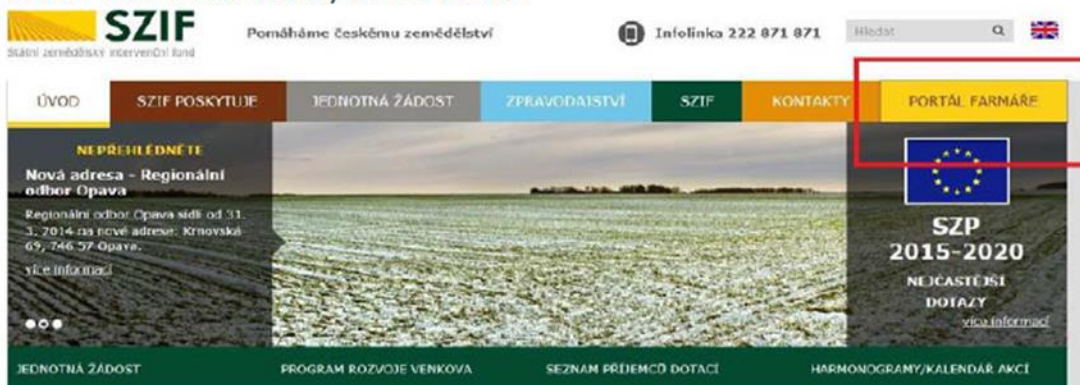 SZIF
Státní zemědělský intervenční fond
Pomáháme českému zemědělství
Infolinka 222 871 871
Hledat
ÚVOD
SZIF POSKYTUJE
JEDNOTNÁ ŽÁDOST
ZPRAVODAJSTVÍ
SZIF
KONTAKTY
PORTÁL FARMÁŘE
NEPŘEHLÉDNĚTE
Nová adresa - Regionální
odbor Opava
Regionální odbor Opava sídlí od 31.
3. 2014 na nové adrese: Krnovská
69, 746 57 Opava.
více informací
SZP
2015-2020
NEJČASTĚJŠÍ
DOTAZY
více informací
JEDNOTNÁ ŽÁDOST
PROGRAM ROZVOJE VENKOVA
SEZNAM PŘÍJEMCŮ DOTACÍ
HARMONOGRAMY/KALENDÁŘ AKCÍ